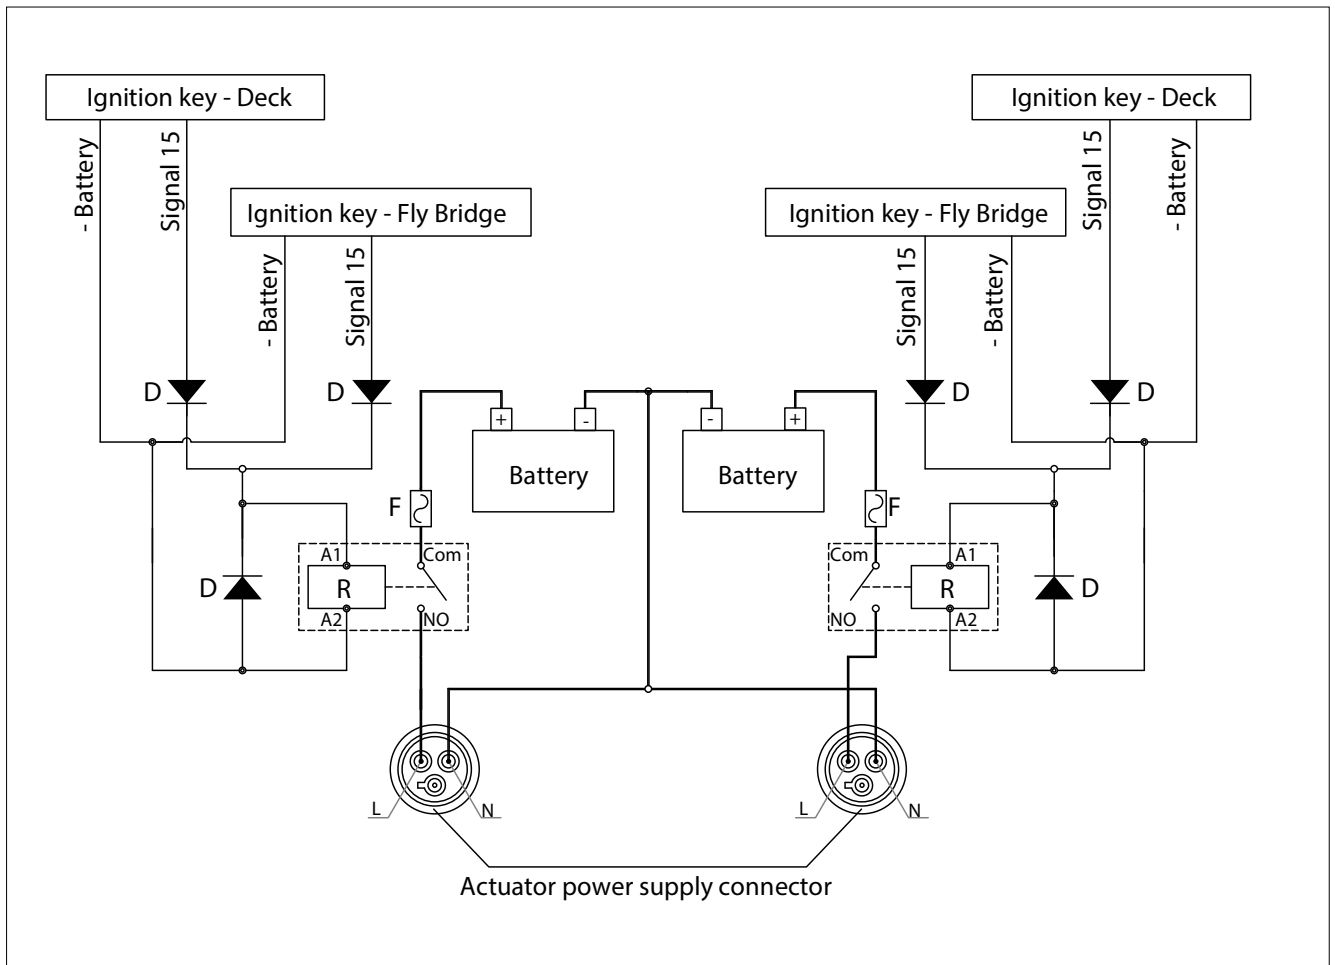 Ignition key - Deck
Ignition key - Deck
- Battery
Signal 15
Signal 15
- Battery
Ignition key - Fly Bridge
Ignition key - Fly Bridge
- Battery
Signal 15
Signal 15
- Battery
D
D
D
D
+
-
-
+
Battery
Battery
F
F
A1
Com
Com
A1
D
R
R
D
A2
NO
NO
A2
L
N
L
N
Actuator power supply connector